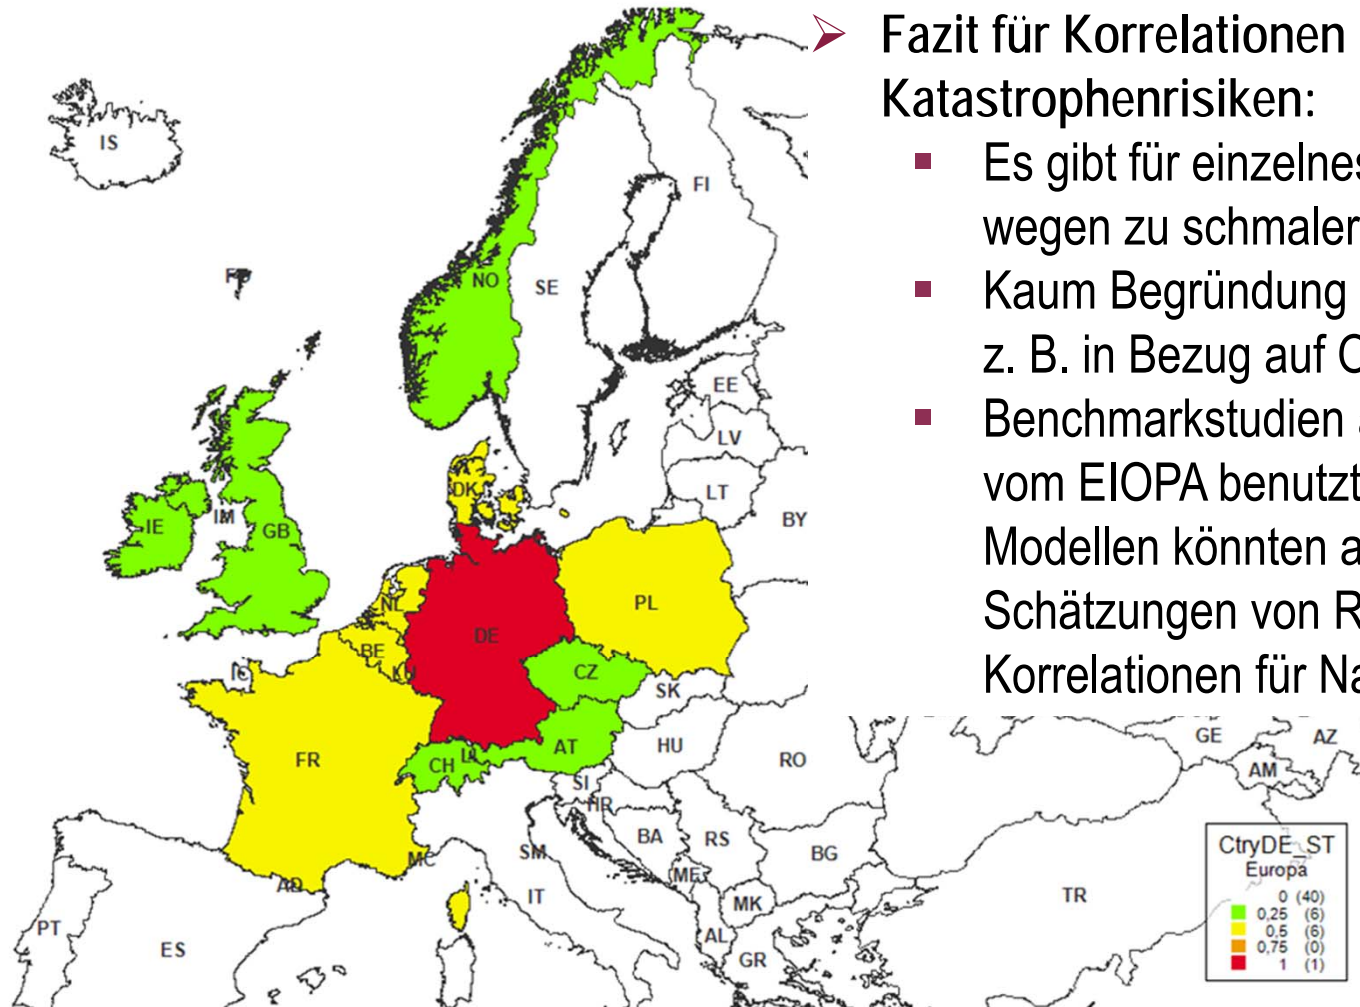 Fazit für Korrelationen
Katastrophenrisiken:
Es gibt für einzelnes
wegen zu schmaler
Kaum Begründung
z. B. in Bezug auf
Benchmarkstudien
vom EIOPA benutzt
Modellen könnten a
Schätzungen von R
Korrelationen für Na
IS
FI
NO
SE
EE
LV
LT
BY
DK
IE
IM
GB
NL
PL
DE
BE
CZ
SK
FR
CH
LI
AT
HU
RO
GE
AZ
AM
SI
HR
BA
RS
BG
MC
SM
ME
AD
IT
MK
TR
PT
ES
AL
GR
CtryDE_ST
Europa
0 (40)
0,25 (6)
0,5 (6)
0,75 (0)
1 (1)